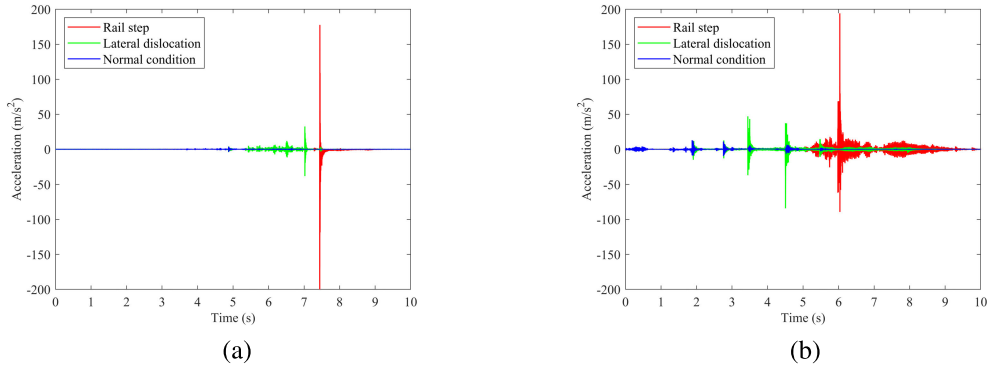 200
150
100
50
0
-50
-100
-150
-200
Acceleration (m/s²)
Rail step
Lateral dislocation
Normal condition
0 1 2 3 4 5 6 7 8 9 10
Time (s)
(a)
200
150
100
50
0
-50
-100
-150
-200
Acceleration (m/s²)
Rail step
Lateral dislocation
Normal condition
0 1 2 3 4 5 6 7 8 9 10
Time (s)
(b)